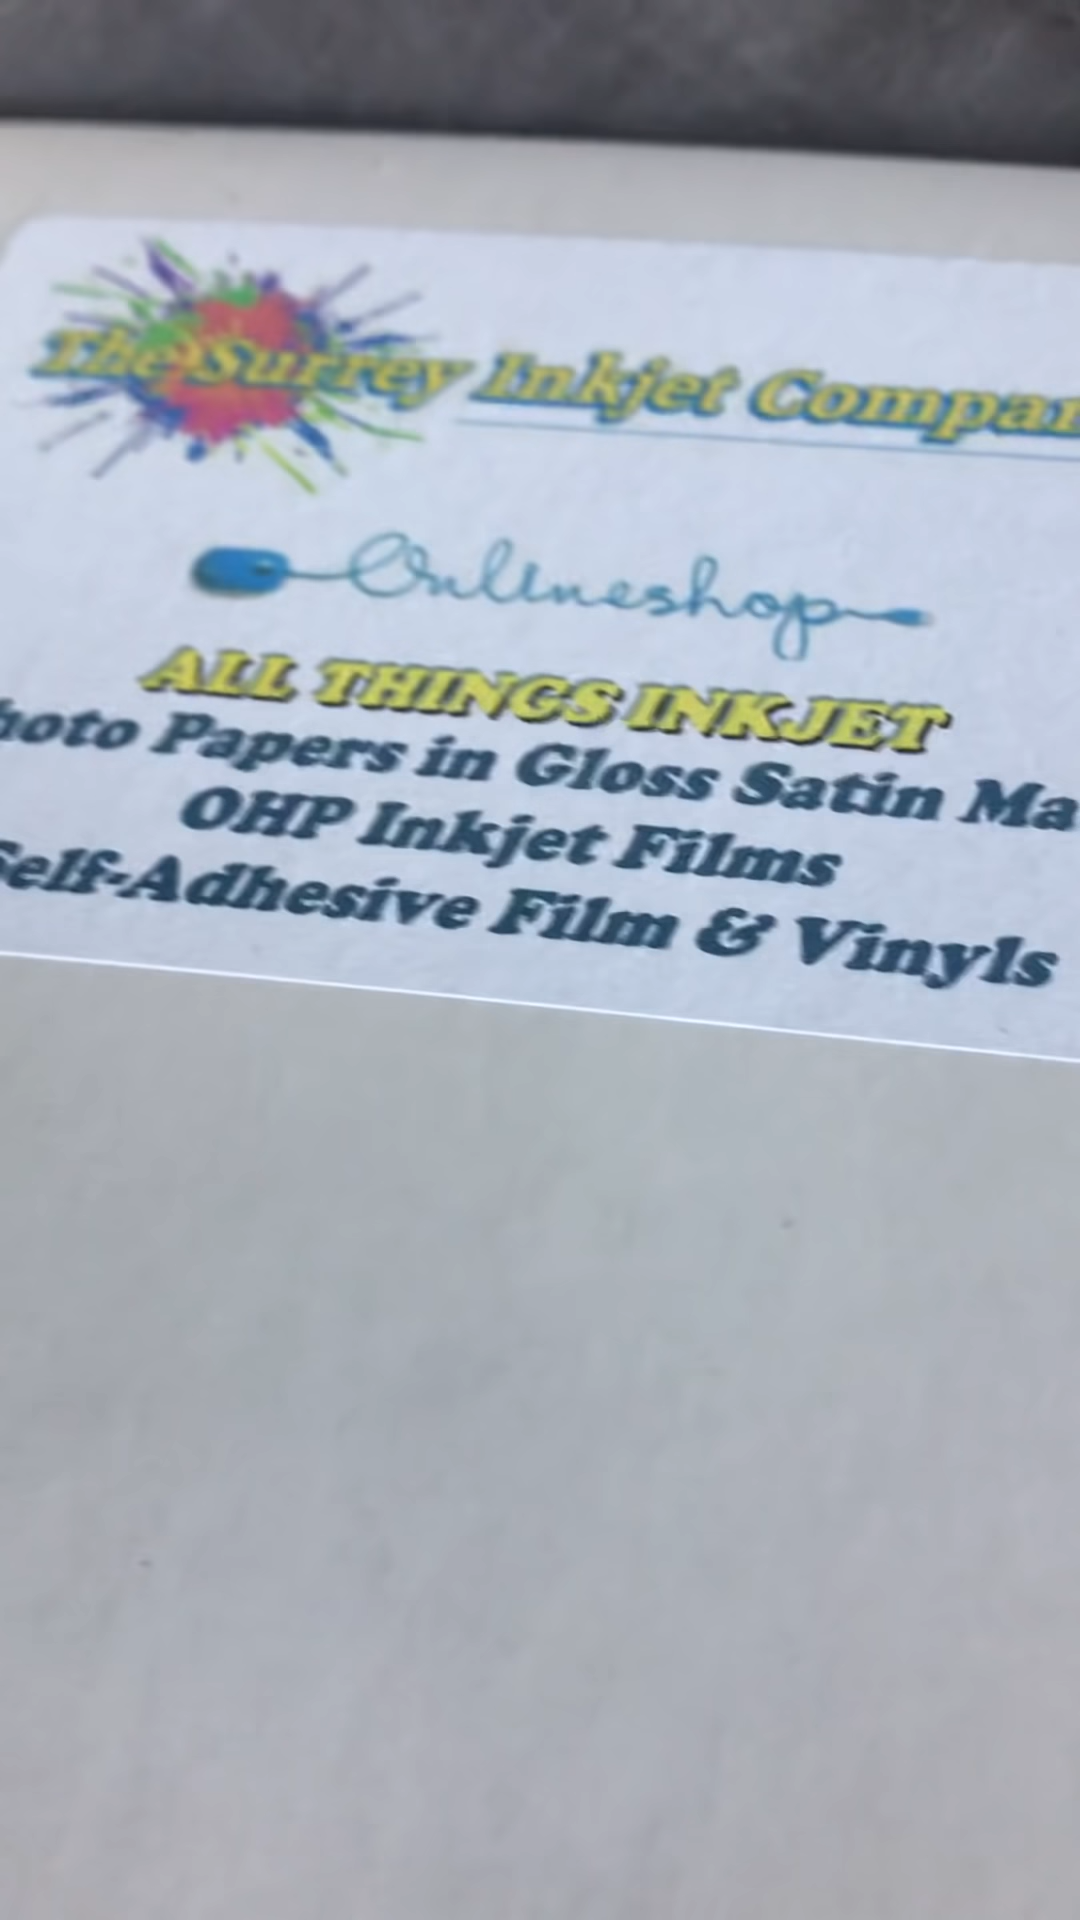 The Surrey Inkjet Compan
Onlineshop
ALL THINGS INKJET
hoto Papers in Gloss Satin Ma
OHP Inkjet Films
Self-Adhesive Film & Vinyls